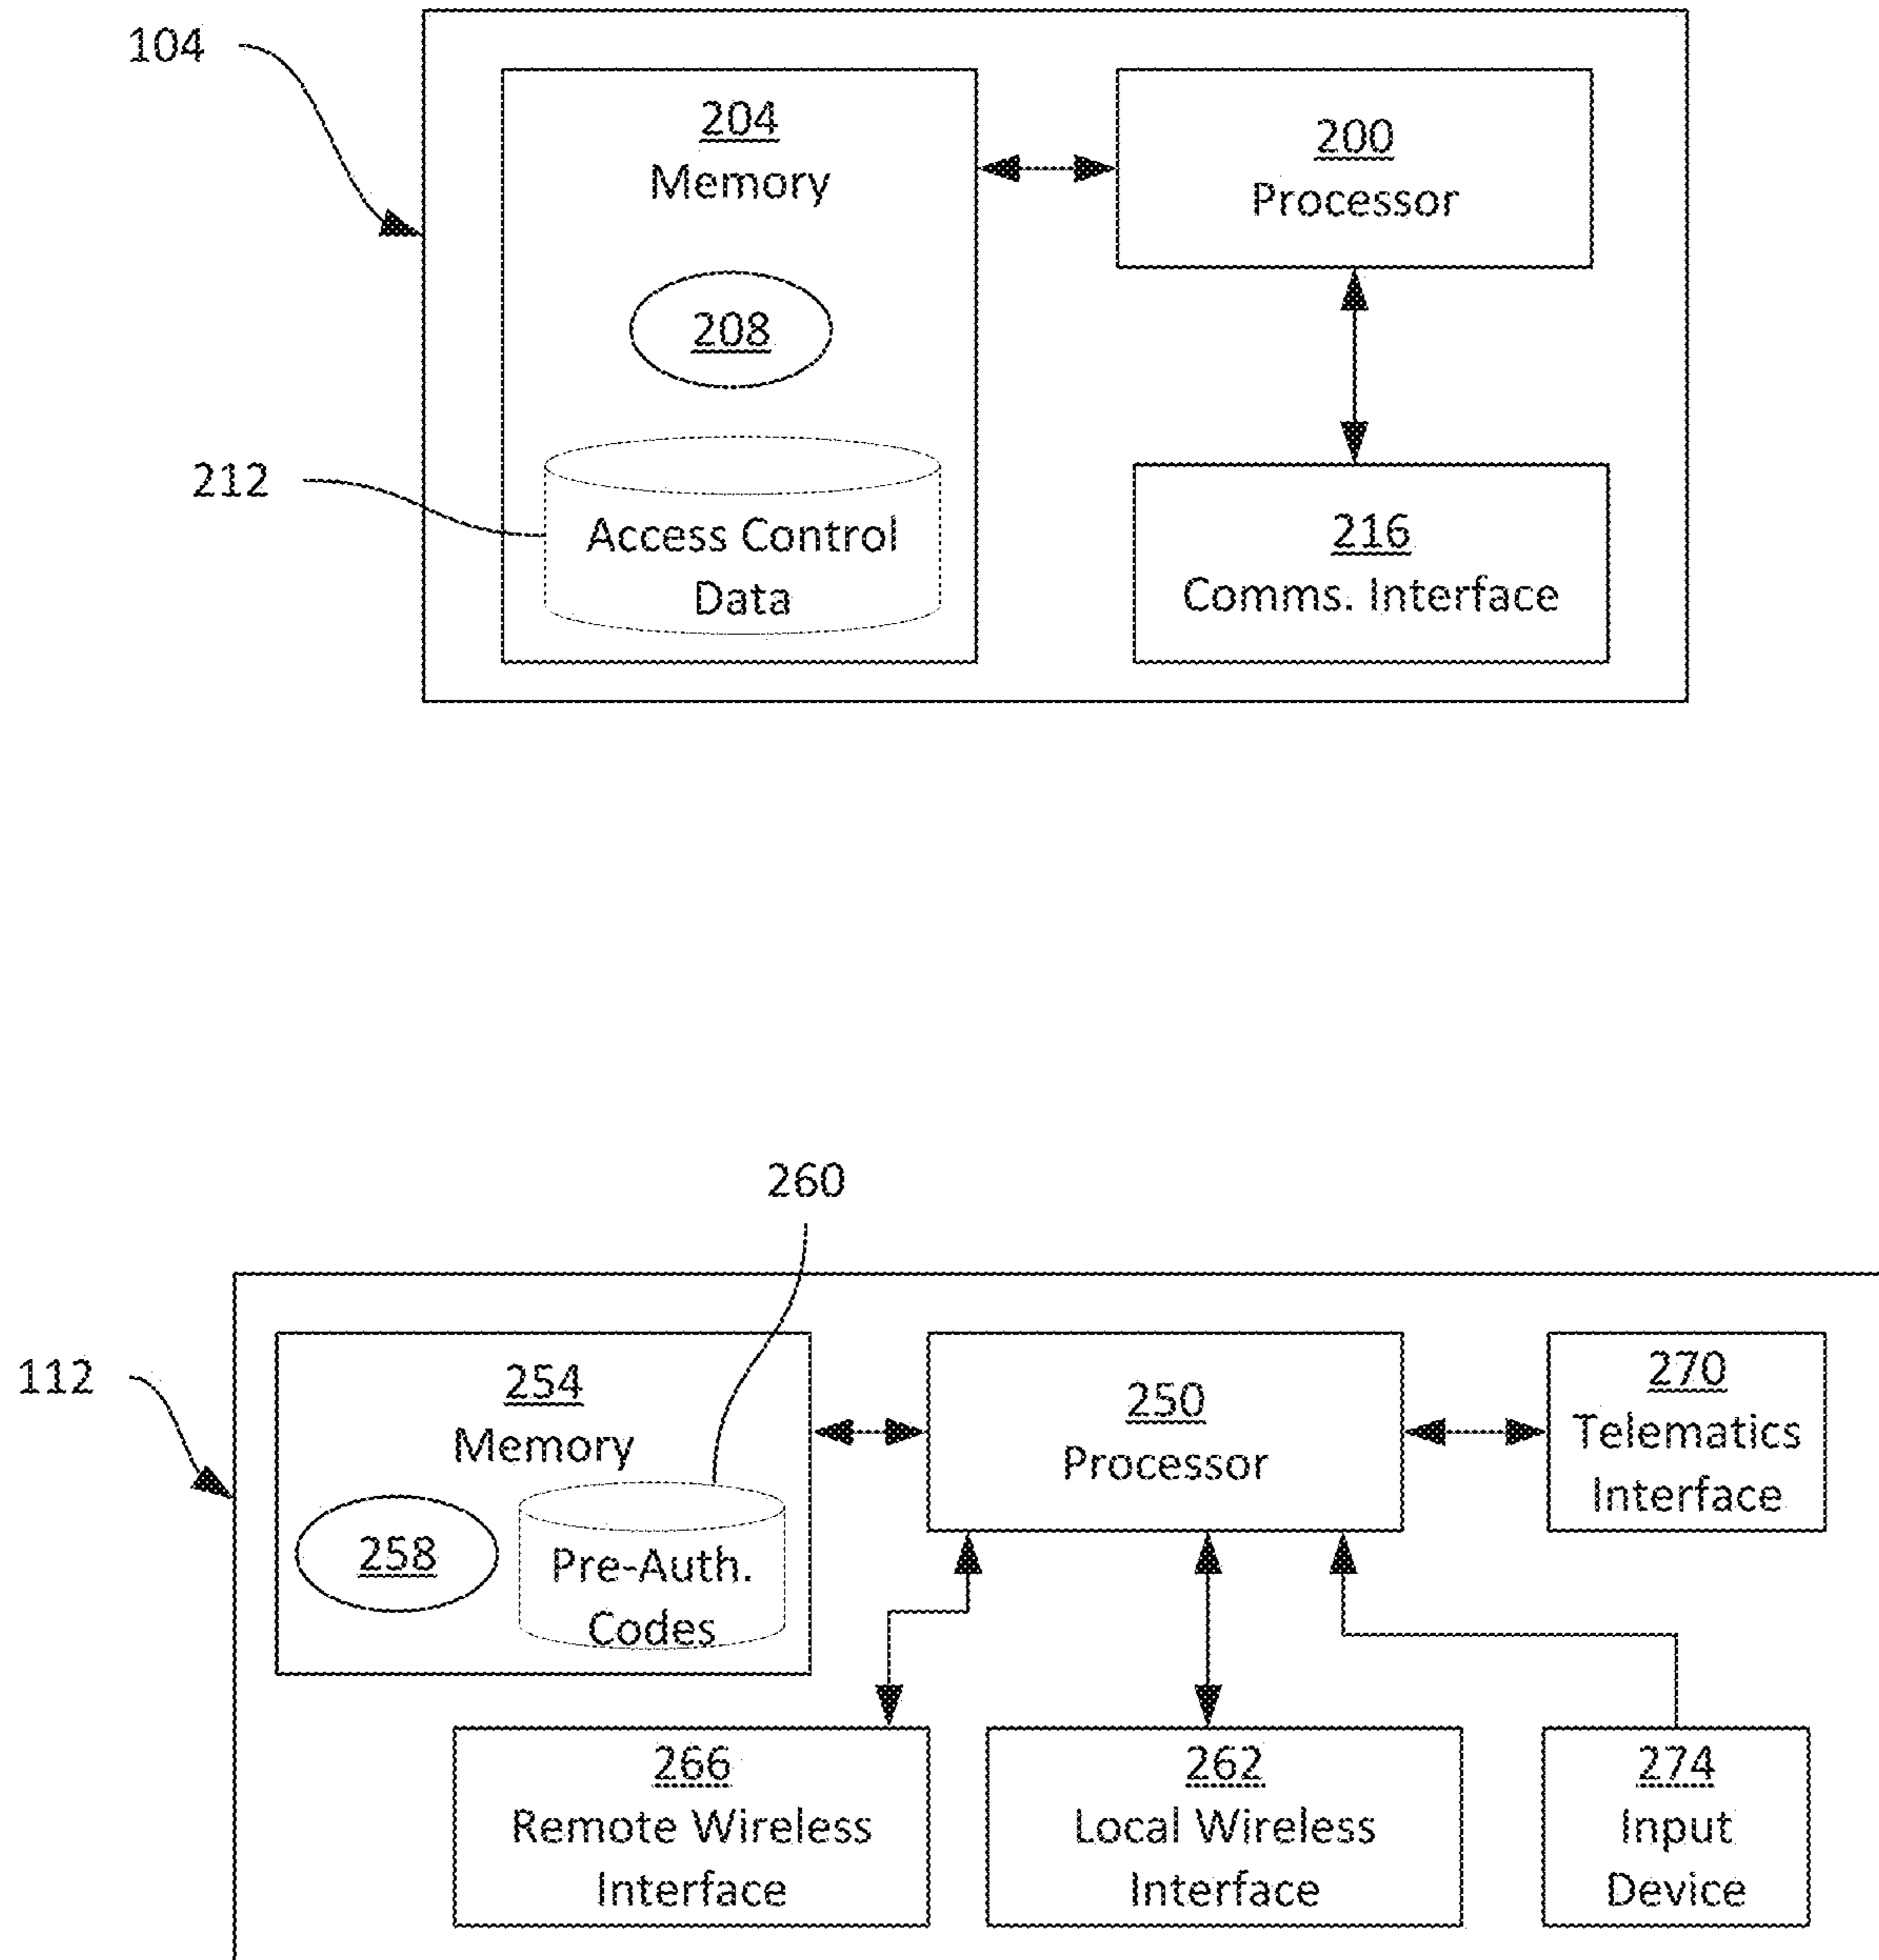 104
204
Memory
200
Processor
208
212
Access Control
Data
216
Comms. Interface
260
112
254
Memory
250
Processor
270
Telematics
Interface
258
Pre-Auth.
Codes
266
Remote Wireless
Interface
262
Local Wireless
Interface
274
Input
Device